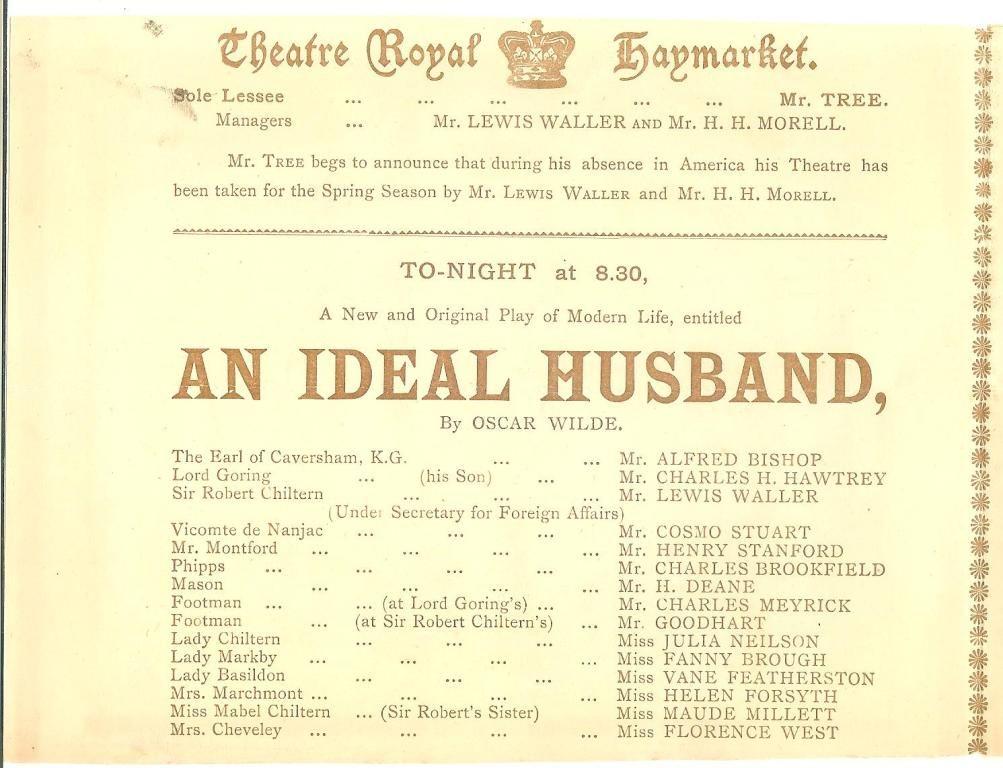 Theatre Royal Haymarket.
Sole Lessee ... ... ... ... ... ... Mr. TREE.
Managers ... Mr. LEWIS WALLER AND Mr. H. H. MORELL.
Mr. TREE begs to announce that during his absence in America his Theatre has
been taken for the Spring Season by Mr. LEWIS WALLER and Mr. H. H. MORELL.
TO-NIGHT at 8.30,
A New and Original Play of Modern Life, entitled
AN IDEAL HUSBAND,
By OSCAR WILDE.
The Earl of Caversham, K.G. ... ... Mr. ALFRED BISHOP
Lord Goring ... (his Son) ... Mr. CHARLES H. HAWTREY
Sir Robert Chiltern ... ... ... Mr. LEWIS WALLER
(Under Secretary for Foreign Affairs)
Vicomte de Nanjac ... ... ... Mr. COSMO STUART
Mr. Montford ... ... ... ... Mr. HENRY STANFORD
Phipps ... ... ... ... Mr. CHARLES BROOKFIELD
Mason ... ... ... ... Mr. H. DEANE
Footman ... ... (at Lord Goring's) ... Mr. CHARLES MEYRICK
Footman ... (at Sir Robert Chiltern's) ... Mr. GOODHART
Lady Chiltern ... ... ... Miss JULIA NEILSON
Lady Markby ... ... ... ... Miss FANNY BROUGH
Lady Basildon ... ... ... Miss VANE FEATHERSTON
Mrs. Marchmont ... ... ... ... Miss HELEN FORSYTH
Miss Mabel Chiltern ... (Sir Robert's Sister) Miss MAUDE MILLETT
Mrs. Cheveley ... ... ... ... Miss FLORENCE WEST